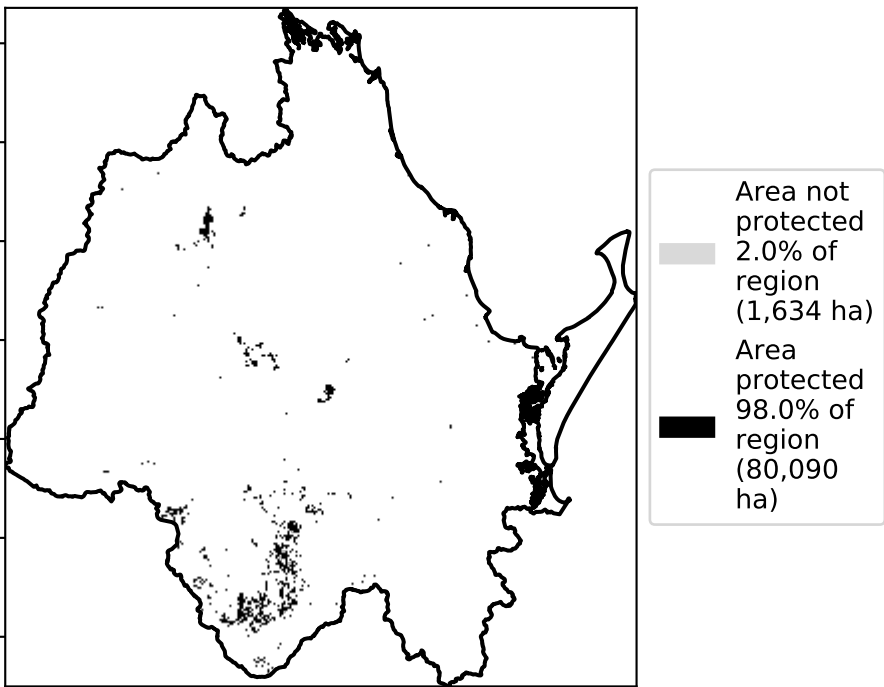 Area not
protected
2.0% of
region
(1,634 ha)
Area
protected
98.0% of
region
(80,090
ha)